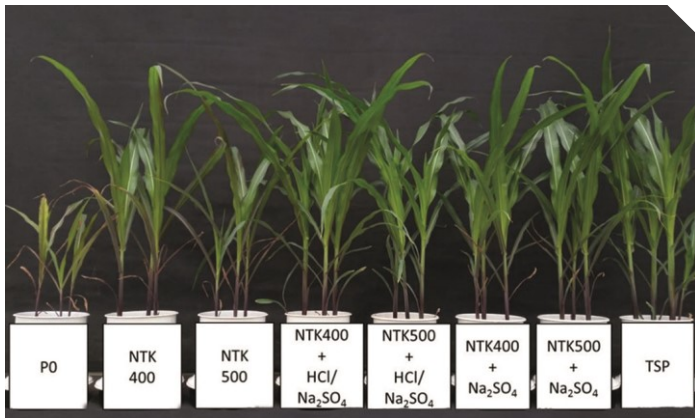 P0
NTK
400
NTK
500
NTK400
+
HCl/
Na₂SO₄
NTK500
+
HCl/
Na₂SO₄
NTK400
+
Na₂SO₄
NTK500
+
Na₂SO₄
TSP